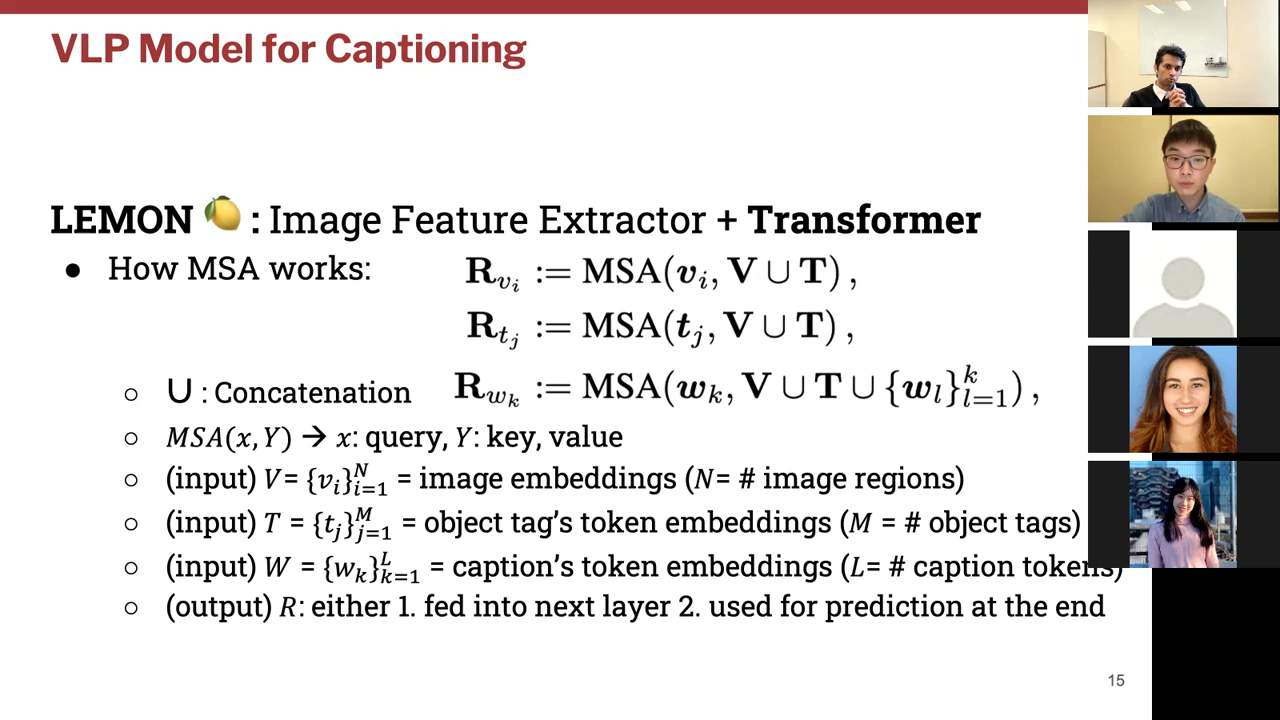 VLP Model for Captioning
LEMON 🍋 : Image Feature Extractor + Transformer
● How MSA works:
R_{v_i} := MSA(v_i, V ∪ T) ,
R_{t_j} := MSA(t_j, V ∪ T) ,
R_{w_k} := MSA(w_k, V ∪ T ∪ {w_l}_{l=1}^{k}) ,
○ ∪ : Concatenation
○ MSA(x, Y) → x: query, Y: key, value
○ (input) V= {v_i}_{i=1}^{N} = image embeddings (N= # image regions)
○ (input) T = {t_j}_{j=1}^{M} = object tag's token embeddings (M = # object tags)
○ (input) W = {w_k}_{k=1}^{L} = caption's token embeddings (L= # caption tokens)
○ (output) R: either 1. fed into next layer 2. used for prediction at the end
15